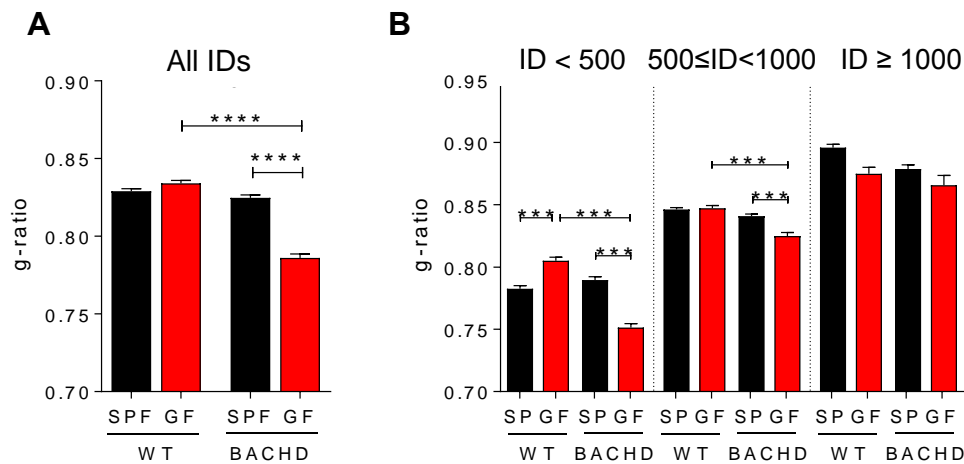 A
All IDs
g-ratio
0.90
0.85
0.80
0.75
0.70
****
****
SPF GF SPF GF
WT BACHD
B
ID < 500 500≤ID<1000 ID ≥ 1000
g-ratio
0.95
0.90
0.85
0.80
0.75
0.70
*** *** *** *** ***
SP GF SP GF SP GF SP GF SP GF SP GF
WT BACHD WT BACHD WT BACHD